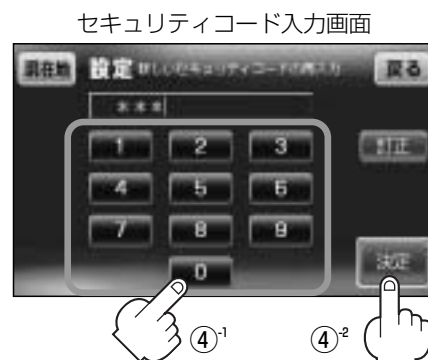 セキュリティコード入力画面
現在地 設定 新しいセキュリティコードの再入力 戻る
***
1 2 3 訂正
4 5 6
7 8 9
0 決定
④-1 ④-2